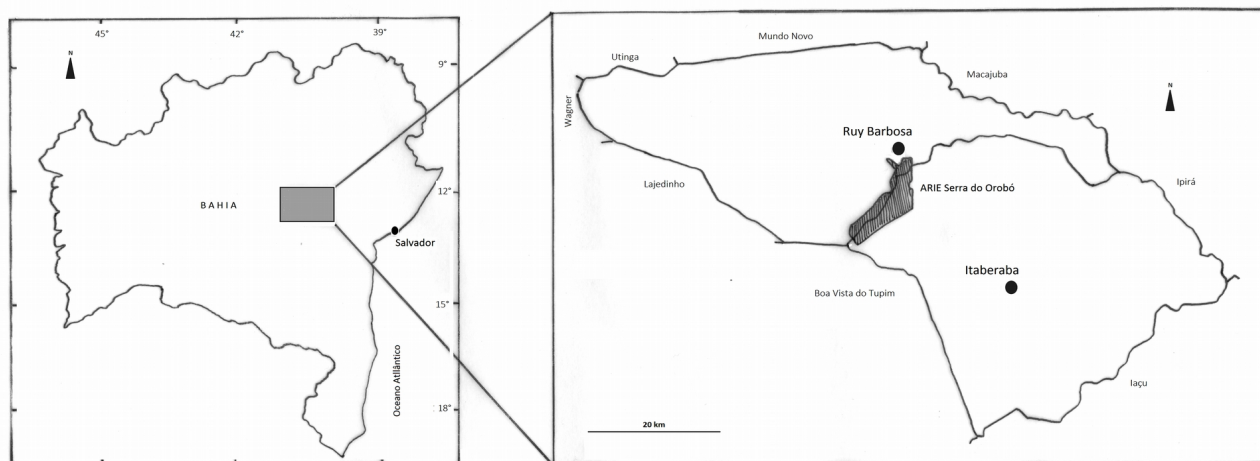 45°
42°
39°
N
9°
BAHIA
12°
Salvador
15°
Oceano Atllântico
18°
Mundo Novo
Utinga
Macajuba
N
Wagner
Ruy Barbosa
Lajedinho
ARIE Serra do Orobó
Ipirá
Itaberaba
Boa Vista do Tupim
Iaçu
20 km